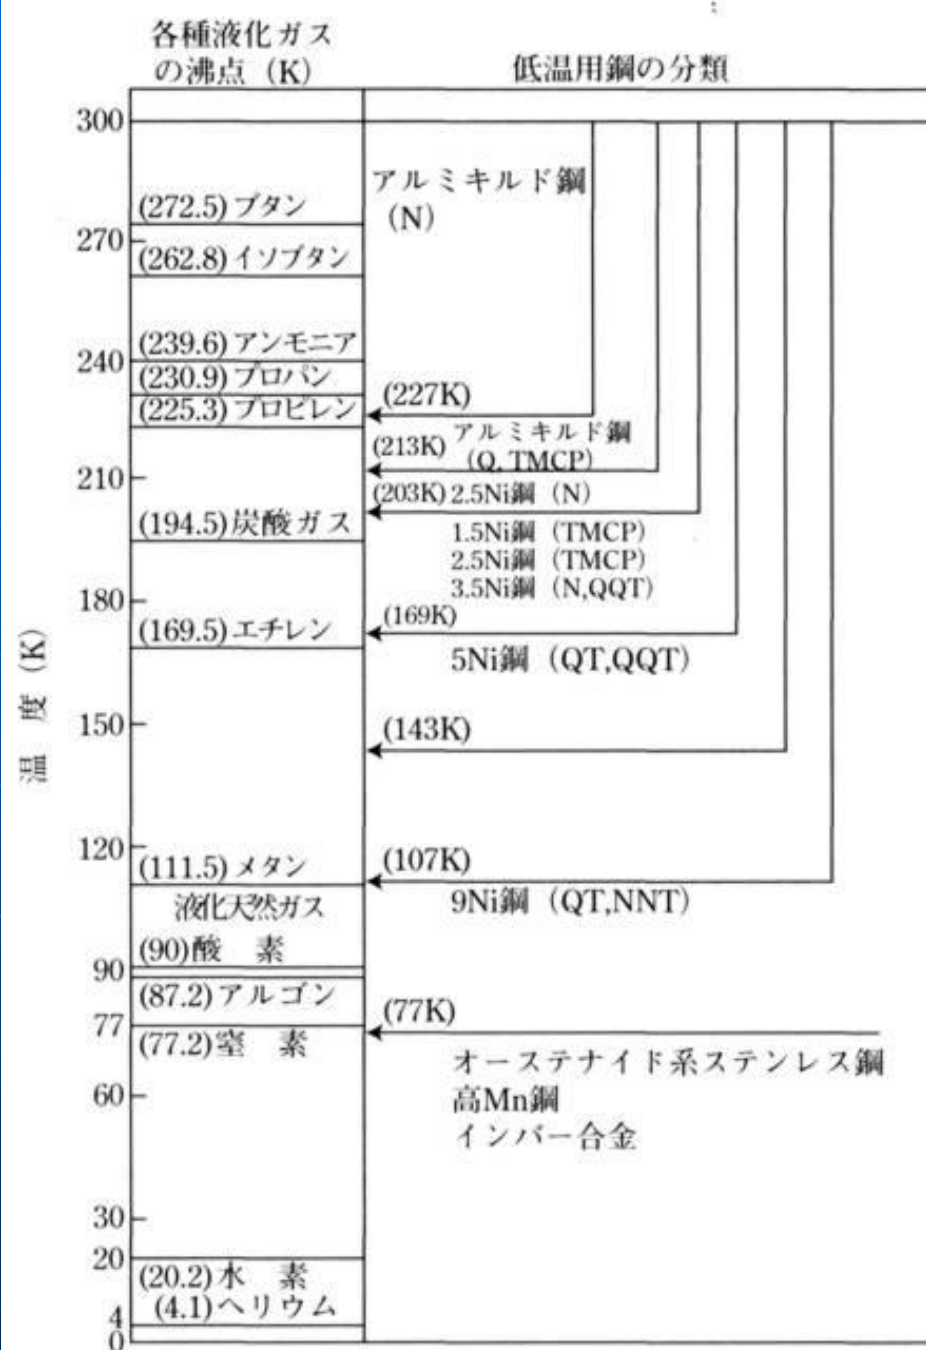 各種液化ガス
の沸点（K）
低温用鋼の分類
300
(272.5) ブタン
270
(262.8) イソブタン
(239.6) アンモニア
240
(230.9) プロパン
(225.3) プロピレン
210
(194.5) 炭酸ガス
180
(169.5) エチレン
150
120
(111.5) メタン
液化天然ガス
(90) 酸　素
90
(87.2) アルゴン
77
(77.2)窒　素
60
30
20
(20.2) 水　素
(4.1) ヘリウム
4
0
温　度（K）
アルミキルド鋼
（N）
(227K)
アルミキルド鋼
(213K)（Q, TMCP）
(203K) 2.5Ni鋼（N）
1.5Ni鋼（TMCP）
2.5Ni鋼（TMCP）
3.5Ni鋼（N,QQT）
(169K)
5Ni鋼（QT,QQT）
(143K)
(107K)
9Ni鋼（QT,NNT）
(77K)
オーステナイド系ステンレス鋼
高Mn鋼
インバー合金